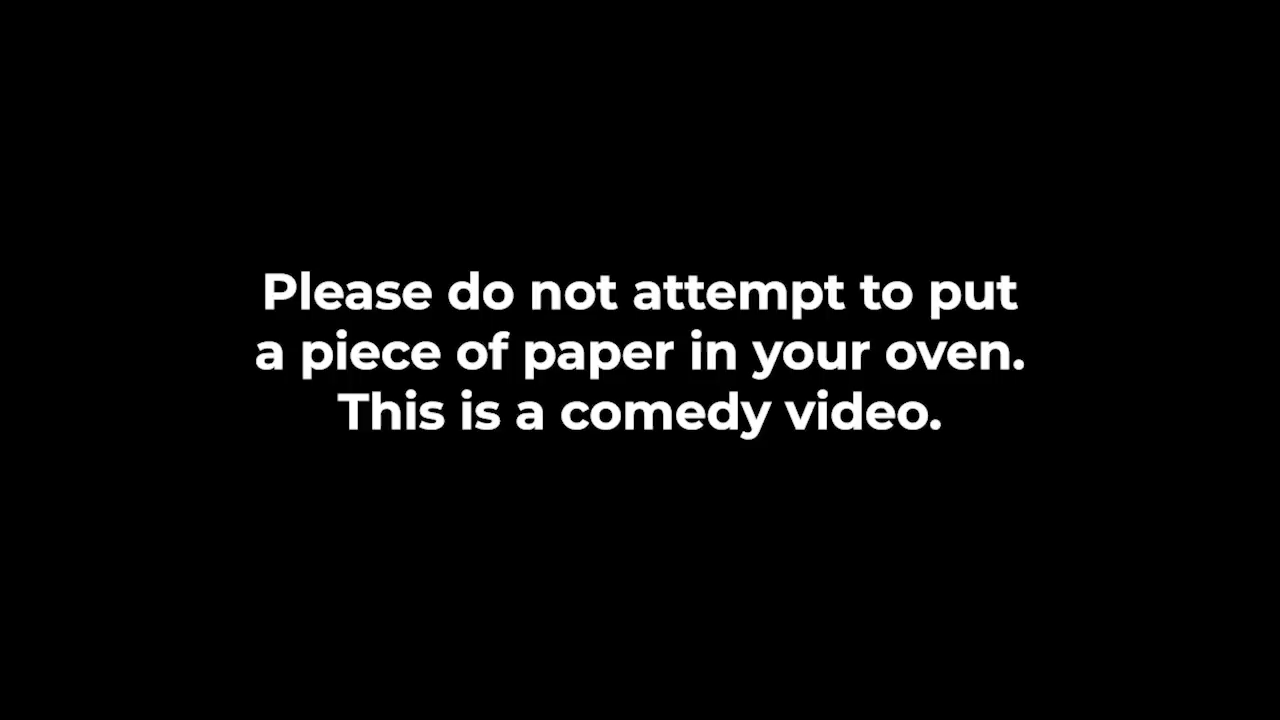 Please do not attempt to put
a piece of paper in your oven.
This is a comedy video.